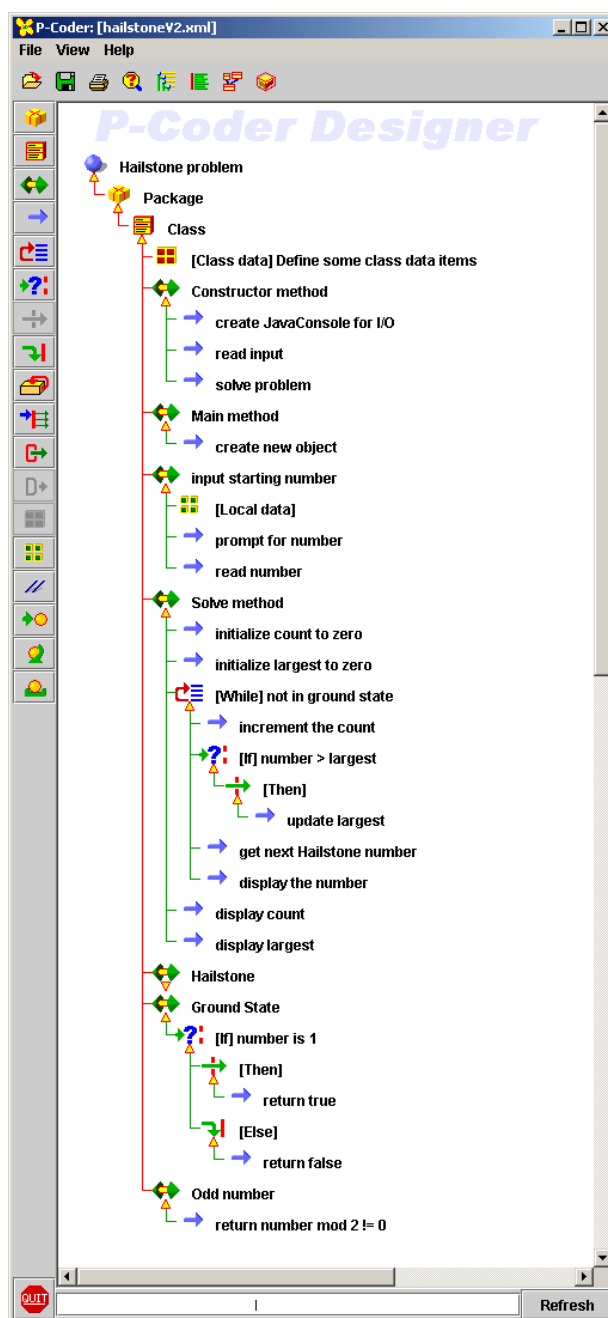 P-Coder: [hailstoneV2.xml]
File View Help
P-Coder Designer
Hailstone problem
Package
Class
[Class data] Define some class data items
Constructor method
create JavaConsole for I/O
read input
solve problem
Main method
create new object
input starting number
[Local data]
prompt for number
read number
Solve method
initialize count to zero
initialize largest to zero
[While] not in ground state
increment the count
[If] number > largest
[Then]
update largest
get next Hailstone number
display the number
display count
display largest
Hailstone
Ground State
[If] number is 1
[Then]
return true
[Else]
return false
Odd number
return number mod 2 != 0
QUIT
Refresh